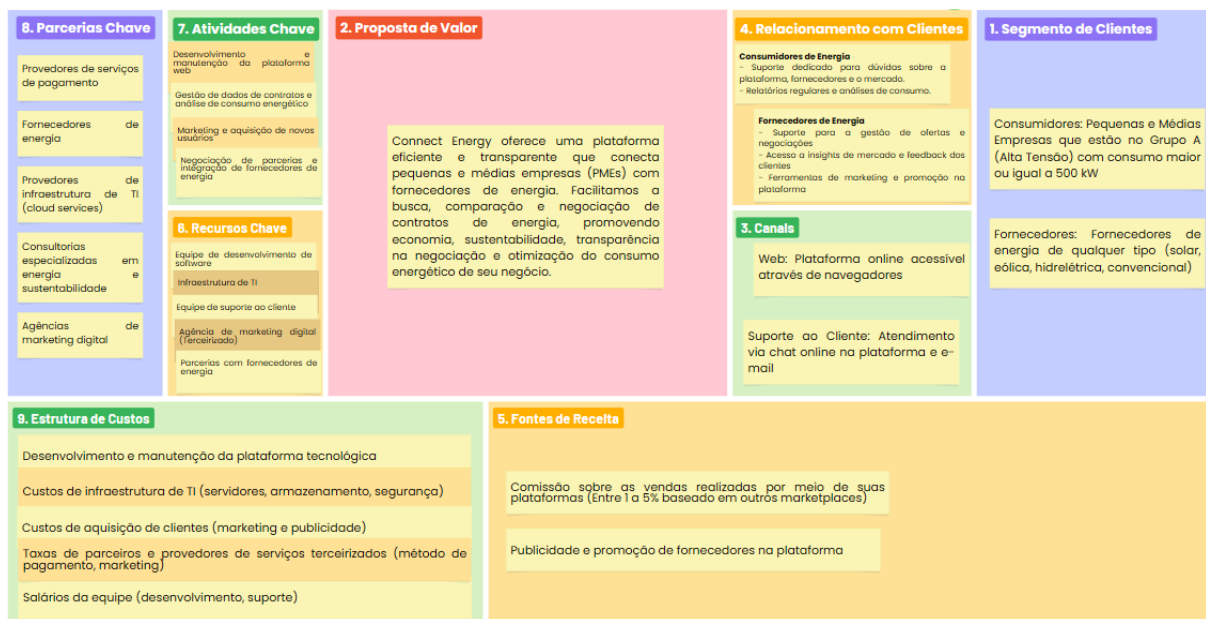 8. Parcerias Chave
Provedores de serviços
de pagamento
Fornecedores de
energia
Provedores de
infraestrutura de TI
(cloud services)
Consultorias
especializadas em
energia e
sustentabilidade
Agências de
marketing digital
7. Atividades Chave
Desenvolvimento e
manutenção da plataforma
web
Gestão de dados de contratos e
análise de consumo energético
Marketing e aquisição de novos
usuários
Negociação de parcerias e
integração de fornecedores de
energia
6. Recursos Chave
Equipe de desenvolvimento de
software
Infraestrutura de TI
Equipe de suporte ao cliente
Agência de marketing digital
(Terceirizado)
Parcerias com fornecedores de
energia
2. Proposta de Valor
Connect Energy oferece uma plataforma
eficiente e transparente que conecta
pequenas e médias empresas (PMEs) com
fornecedores de energia. Facilitamos a
busca, comparação e negociação de
contratos de energia, promovendo
economia, sustentabilidade, transparência
na negociação e otimização do consumo
energético de seu negócio.
4. Relacionamento com Clientes
Consumidores de Energia
- Suporte dedicado para dúvidas sobre a
plataforma, fornecedores e o mercado.
- Relatórios regulares e análises de consumo.
Fornecedores de Energia
- Suporte para a gestão de ofertas e
negociações
- Acesso a insights de mercado e feedback dos
clientes
- Ferramentas de marketing e promoção na
plataforma
3. Canais
Web: Plataforma online acessível
através de navegadores
Suporte ao Cliente: Atendimento
via chat online na plataforma e e-
mail
1. Segmento de Clientes
Consumidores: Pequenas e Médias
Empresas que estão no Grupo A
(Alta Tensão) com consumo maior
ou igual a 500 kW
Fornecedores: Fornecedores de
energia de qualquer tipo (solar,
eólica, hidrelétrica, convencional)
9. Estrutura de Custos
Desenvolvimento e manutenção da plataforma tecnológica
Custos de infraestrutura de TI (servidores, armazenamento, segurança)
Custos de aquisição de clientes (marketing e publicidade)
Taxas de parceiros e provedores de serviços terceirizados (método de
pagamento, marketing)
Salários da equipe (desenvolvimento, suporte)
5. Fontes de Receita
Comissão sobre as vendas realizadas por meio de suas
plataformas (Entre 1 a 5% baseado em outros marketplaces)
Publicidade e promoção de fornecedores na plataforma